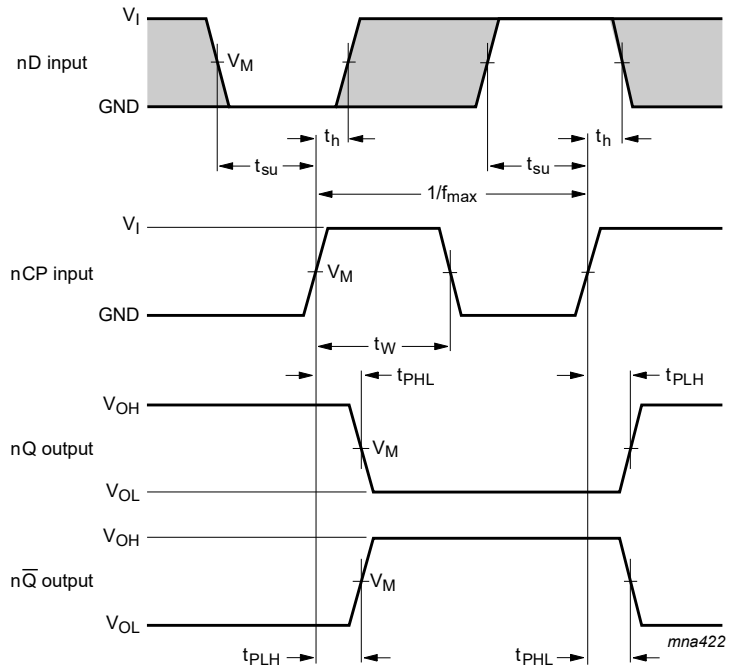 V_I
nD input
V_M
GND
t_h
t_h
t_su
t_su
1/f_max
V_I
nCP input
V_M
GND
t_W
t_PHL
t_PLH
V_OH
nQ output
V_M
V_OL
V_OH
nQ̅ output
V_M
V_OL
mna422
t_PLH
t_PHL